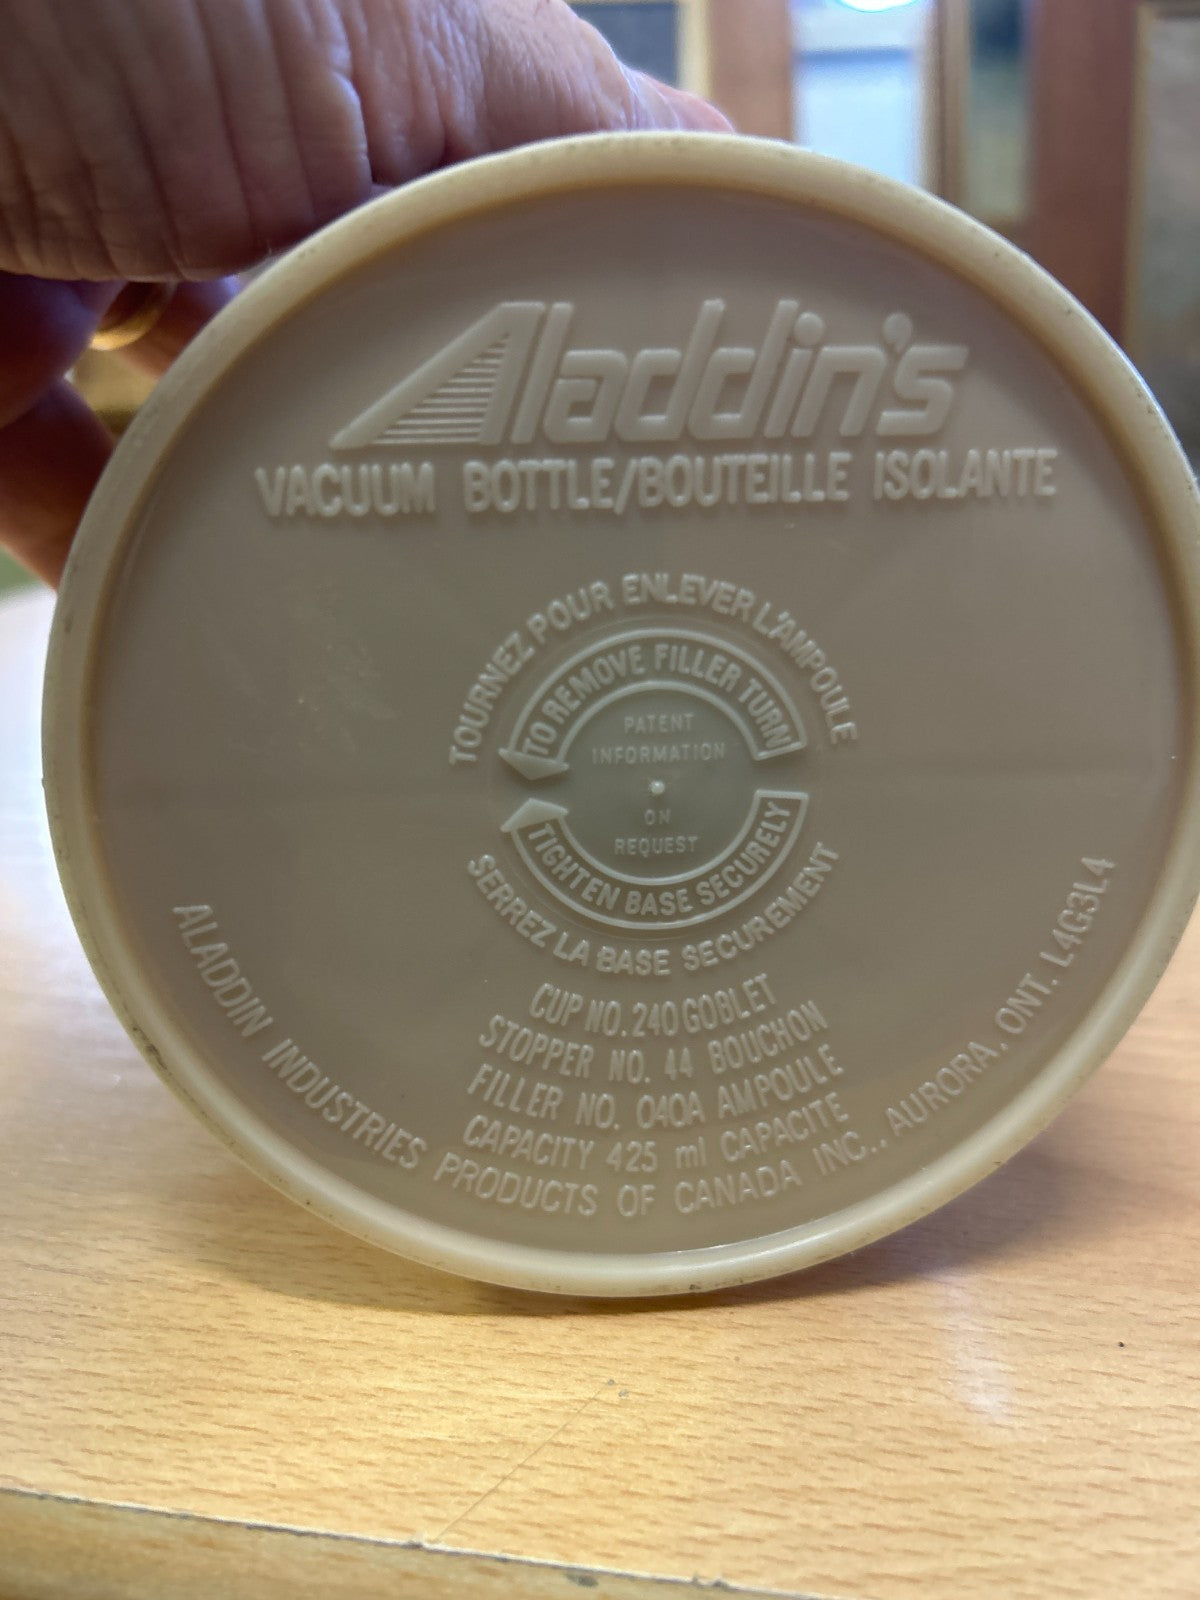 Aladdin's
VACUUM BOTTLE/BOUTEILLE ISOLANTE
TOURNEZ POUR ENLEVER L'AMPOULE
TO REMOVE FILLER TURN
PATENT
INFORMATION
ON
REQUEST
TIGHTEN BASE SECURELY
SERREZ LA BASE SECUREMENT
CUP NO. 240 GOBLET
STOPPER NO. 44 BOUCHON
FILLER NO. 040A AMPOULE
CAPACITY 425 ml CAPACITE
ALADDIN INDUSTRIES PRODUCTS OF CANADA INC., AURORA, ONT. L4G3L4